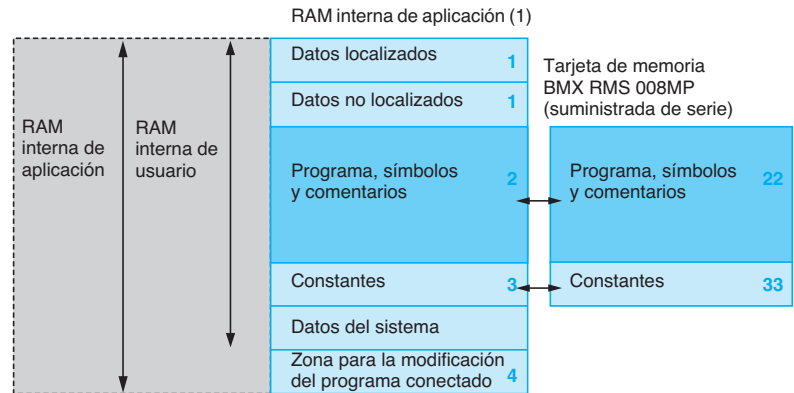 RAM interna de aplicación (1)
RAM
interna de
aplicación
RAM
interna de
usuario
Datos localizados 1
Datos no localizados 1
Programa, símbolos
y comentarios 2
Constantes 3
Datos del sistema
Zona para la modificación
del programa conectado 4
Tarjeta de memoria
BMX RMS 008MP
(suministrada de serie)
Programa, símbolos
y comentarios 22
Constantes 33